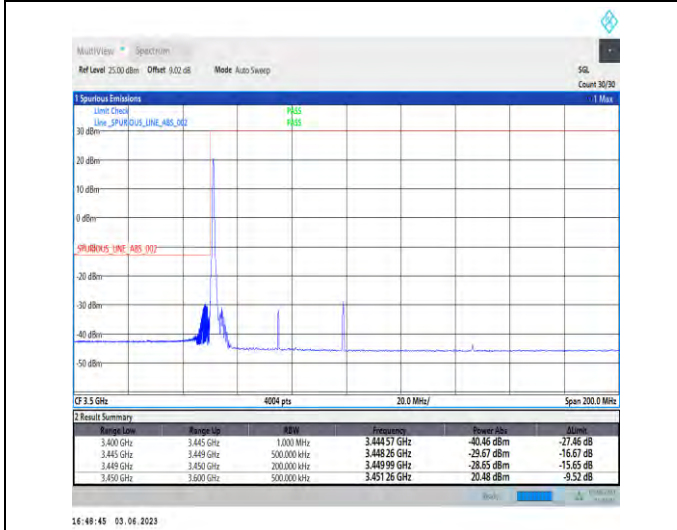 MultiView Spectrum
Ref Level 25.00 dBm Offset 9.02 dB Mode Auto Sweep SGL
Count 30/30
1 Spurious Emissions 1 Max
Limit Check PASS
Line _SPURIOUS_LINE_ABS_002 PASS
30 dBm
20 dBm
10 dBm
0 dBm
_SPURIOUS_LINE_ABS_002
-20 dBm
-30 dBm
-40 dBm
-50 dBm
CF 3.5 GHz 4004 pts 20.0 MHz/ Span 200.0 MHz
2 Result Summary
Range Low Range Up RBW Frequency Power Abs ΔLimit
3.400 GHz 3.445 GHz 1.000 MHz 3.444 57 GHz -40.46 dBm -27.46 dB
3.445 GHz 3.449 GHz 500.000 kHz 3.448 26 GHz -29.67 dBm -16.67 dB
3.449 GHz 3.450 GHz 200.000 kHz 3.449 99 GHz -28.65 dBm -15.65 dB
3.450 GHz 3.600 GHz 500.000 kHz 3.451 26 GHz 20.48 dBm -9.52 dB
16:48:45 03.06.2023